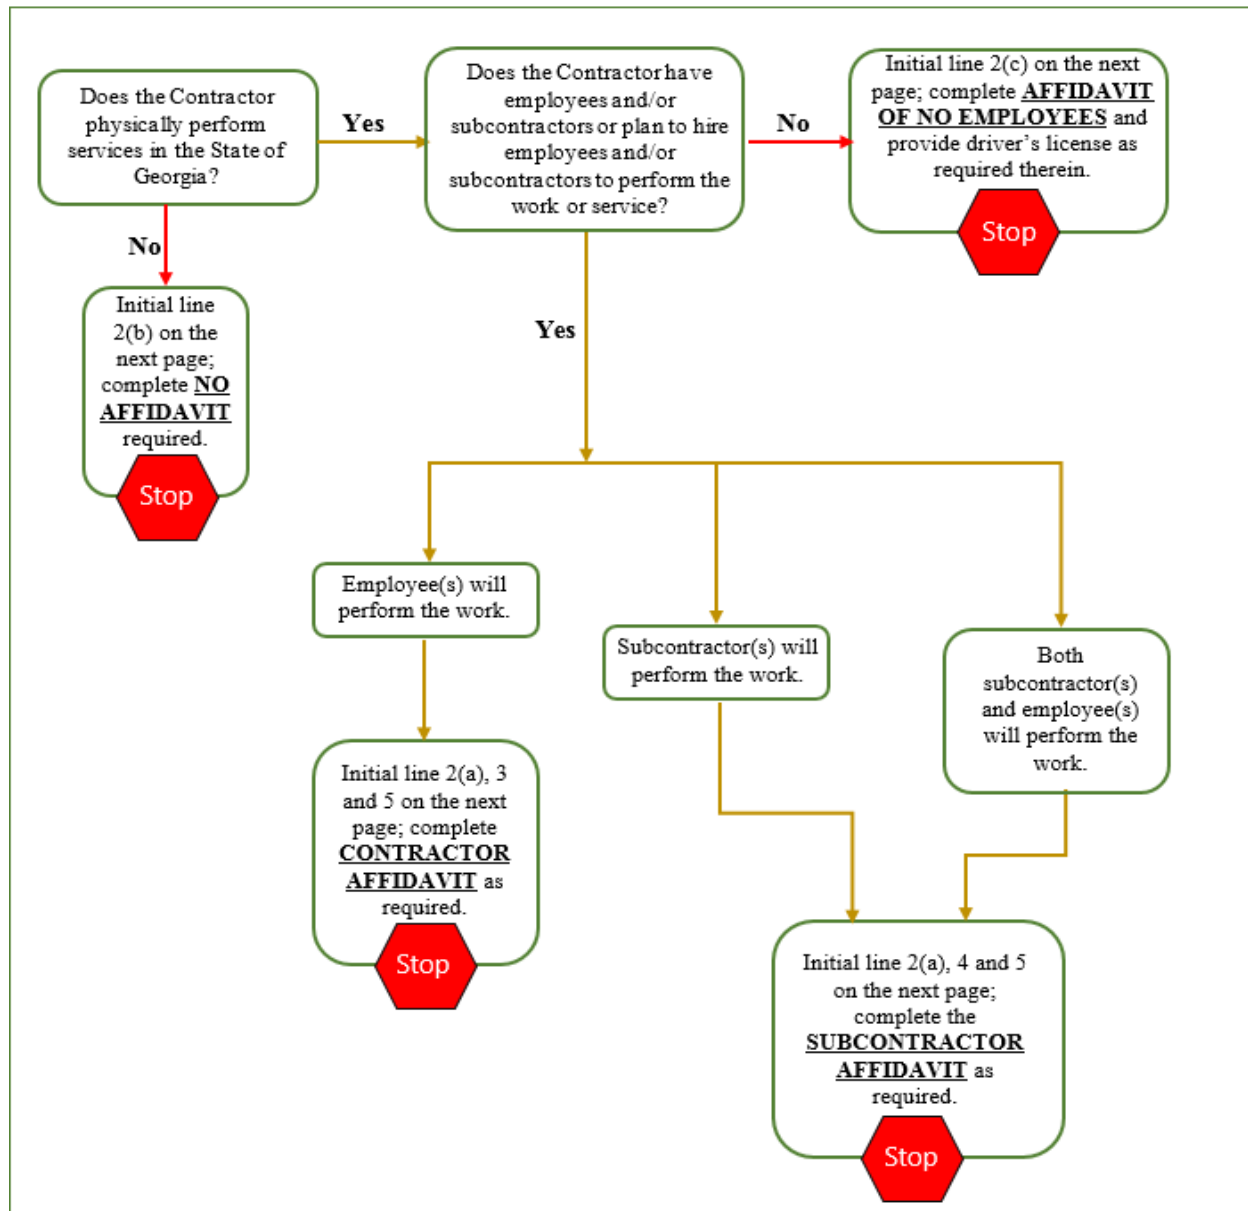 Does the Contractor
physically perform
services in the State of
Georgia?
Yes
Does the Contractor have
employees and/or
subcontractors or plan to hire
employees and/or
subcontractors to perform the
work or service?
No
Initial line 2(c) on the next
page; complete AFFIDAVIT
OF NO EMPLOYEES and
provide driver's license as
required therein.
Stop
No
Initial line
2(b) on the
next page;
complete NO
AFFIDAVIT
required.
Stop
Yes
Employee(s) will
perform the work.
Subcontractor(s) will
perform the work.
Both
subcontractor(s)
and employee(s)
will perform the
work.
Initial line 2(a), 3
and 5 on the next
page; complete
CONTRACTOR
AFFIDAVIT as
required.
Stop
Initial line 2(a), 4 and 5
on the next page;
complete the
SUBCONTRACTOR
AFFIDAVIT as
required.
Stop